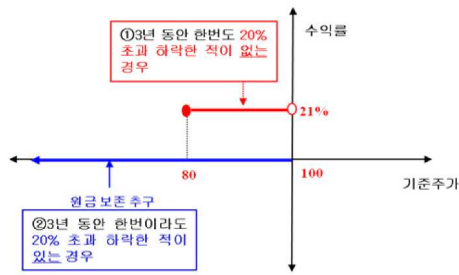 수익률
①3년 동안 한번도 20%
초과 하락한 적이 없는
경우
21%
80
100
기준주가
원금 보존 추구
②3년 동안 한번이라도
20% 초과 하락한 적이
있는 경우